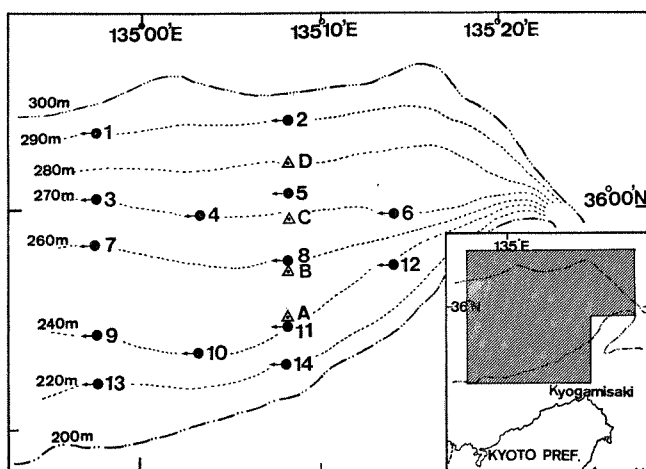 135°00'E 135°10'E 135°20'E
300m
290m 1 2
280m D
270m 3 4 5 C 6 36°00'N
260m 7 8 B 12
135°E
36°N
A
240m 9 10 11
220m 13 14
Kyogamisaki
200m
KYOTO PREF.